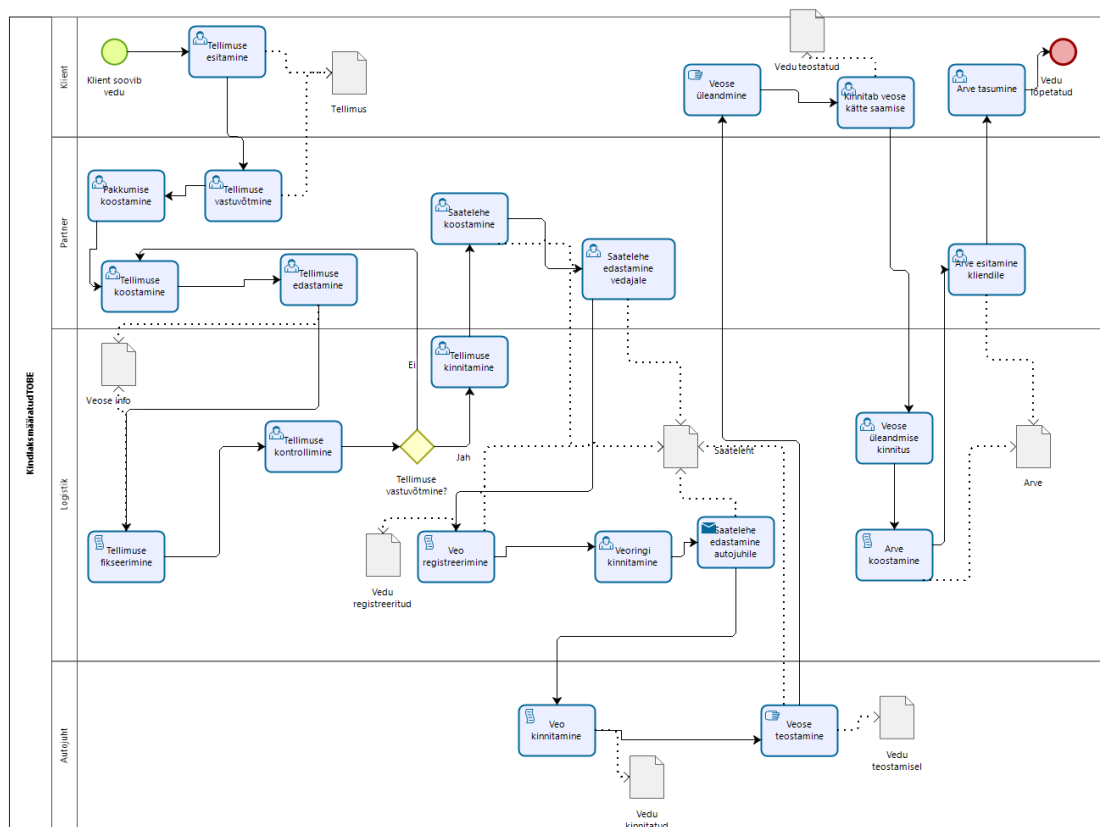 KindlaksmääratudTOBE
Klient
Klient soovib
vedu
Tellimuse
esitamine
Tellimus
Vedu teostatud
Veose
üleandmine
Kinnitab veose
kätte saamise
Arve tasumine
Vedu
lõpetatud
Partner
Pakkumise
koostamine
Tellimuse
vastuvõtmine
Tellimuse
koostamine
Tellimuse
edastamine
Saatelehe
koostamine
Saatelehe
edastamine
vedajale
Arve esitamine
kliendile
Logistik
Veose info
Tellimuse
kinnitamine
Ei
Tellimuse
kontrollimine
Jah
Tellimuse
vastuvõtmine?
Saateleht
Veose
üleandmise
kinnitus
Arve
Tellimuse
fikseerimine
Vedu
registreeritud
Veo
registreerimine
Veoringi
kinnitamine
Saatelehe
edastamine
autojuhile
Arve
koostamine
Autojuht
Veo
kinnitamine
Veose
teostamine
Vedu
teostamisel
Vedu
kinnitatud